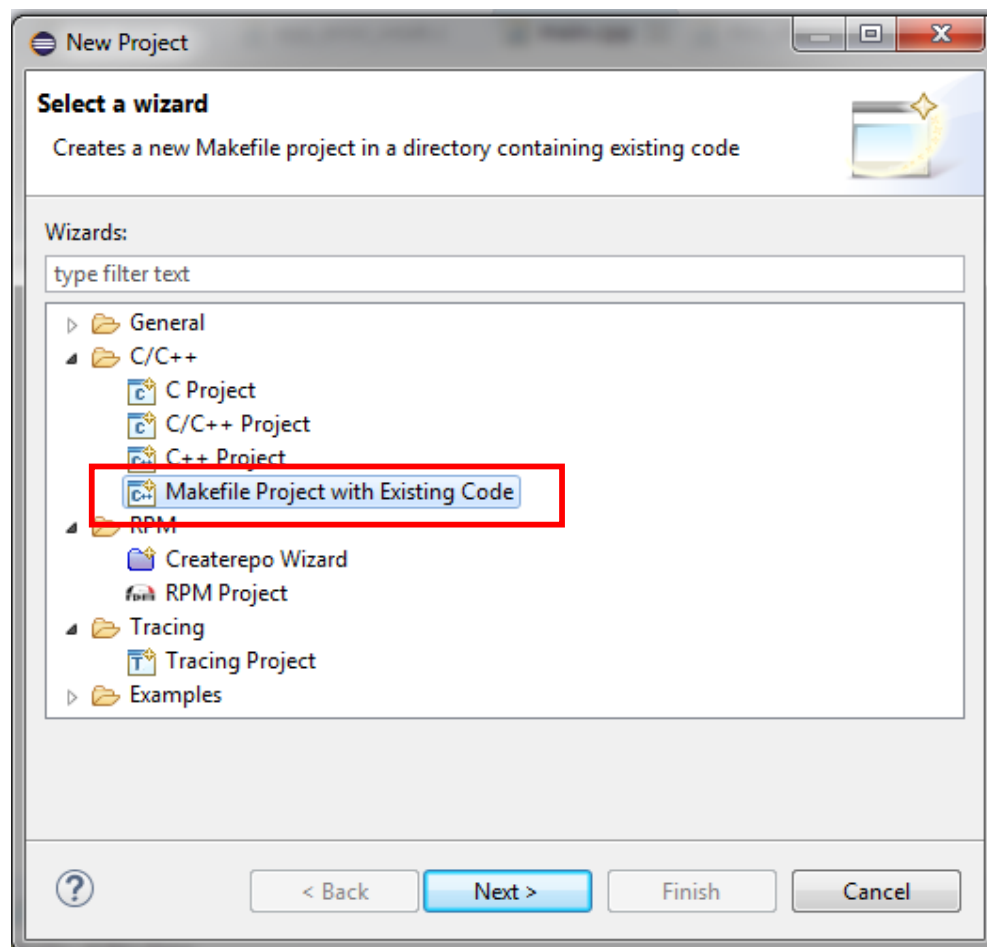 New Project
Select a wizard
Creates a new Makefile project in a directory containing existing code
Wizards:
type filter text
General
C/C++
C Project
C/C++ Project
C++ Project
Makefile Project with Existing Code
RPM
Createrepo Wizard
RPM Project
Tracing
Tracing Project
Examples
< Back Next > Finish Cancel